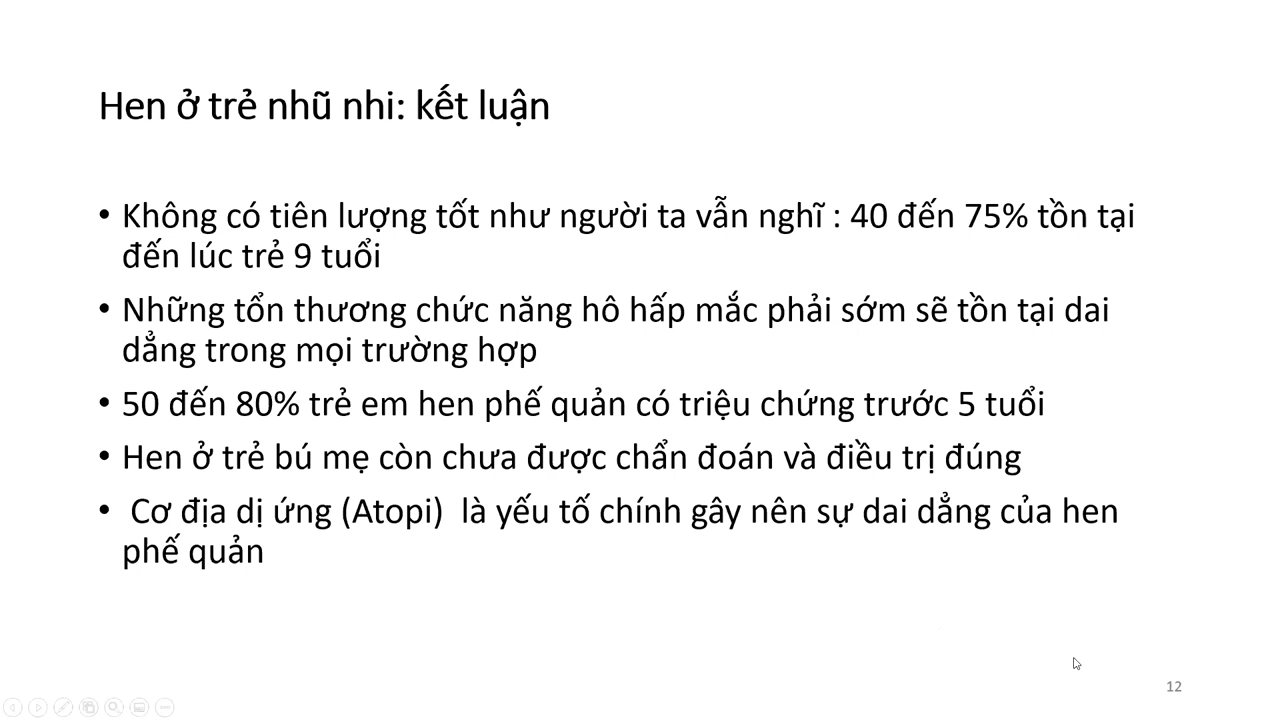 Hen ở trẻ nhũ nhi: kết luận
• Không có tiên lượng tốt như người ta vẫn nghĩ : 40 đến 75% tồn tại
đến lúc trẻ 9 tuổi
• Những tổn thương chức năng hô hấp mắc phải sớm sẽ tồn tại dai
dẳng trong mọi trường hợp
• 50 đến 80% trẻ em hen phế quản có triệu chứng trước 5 tuổi
• Hen ở trẻ bú mẹ còn chưa được chẩn đoán và điều trị đúng
• Cơ địa dị ứng (Atopi) là yếu tố chính gây nên sự dai dẳng của hen
phế quản
12